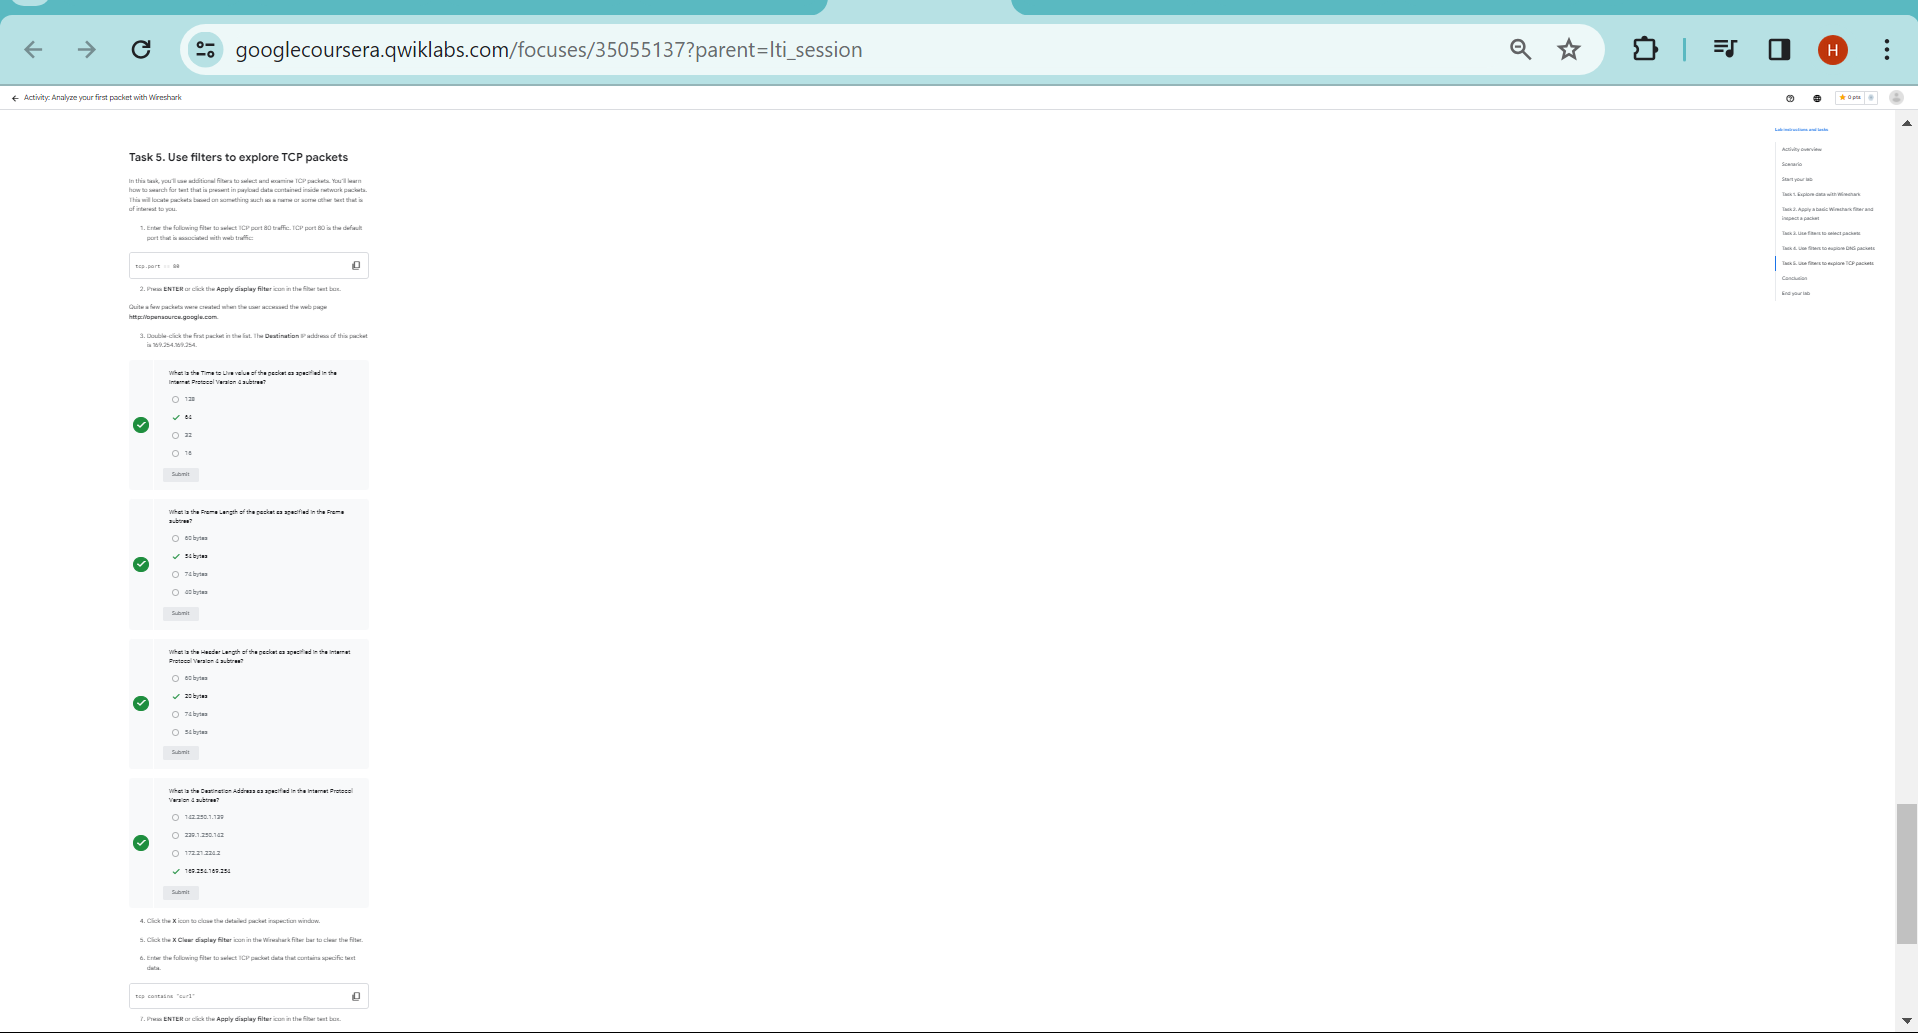 googlecoursera.qwiklabs.com/focuses/35055137?parent=lti_session
H
Activity: Analyze your first packet with Wireshark
0 pts
Lab instructions and tasks
Activity overview
Scenario
Start your lab
Task 1. Explore data with Wireshark
Task 2. Apply a basic Wireshark filter and
inspect a packet
Task 3. Use filters to select packets
Task 4. Use filters to explore DNS packets
Task 5. Use filters to explore TCP packets
Conclusion
End your lab
Task 5. Use filters to explore TCP packets
In this task, you'll use additional filters to select and examine TCP packets. You'll learn
how to search for text that is present in payload data contained inside network packets.
This will locate packets based on something such as a name or some other text that is
of interest to you.
1. Enter the following filter to select TCP port 80 traffic. TCP port 80 is the default
port that is associated with web traffic:
tcp.port == 80
2. Press ENTER or click the Apply display filter icon in the filter text box.
Quite a few packets were created when the user accessed the web page
http://opensource.google.com.
3. Double-click the first packet in the list. The Destination IP address of this packet
is 169.254.169.254.
What is the Time to Live value of the packet as specified in the
Internet Protocol Version 4 subtree?
128
64
32
16
Submit
What is the Frame Length of the packet as specified in the Frame
subtree?
60 bytes
54 bytes
74 bytes
40 bytes
Submit
What is the Header Length of the packet as specified in the Internet
Protocol Version 4 subtree?
60 bytes
20 bytes
74 bytes
54 bytes
Submit
What is the Destination Address as specified in the Internet Protocol
Version 4 subtree?
142.250.1.139
239.1.250.142
172.21.224.2
169.254.169.254
Submit
4. Click the X icon to close the detailed packet inspection window.
5. Click the X Clear display filter icon in the Wireshark filter bar to clear the filter.
6. Enter the following filter to select TCP packet data that contains specific text
data.
tcp contains "curl"
7. Press ENTER or click the Apply display filter icon in the filter text box.